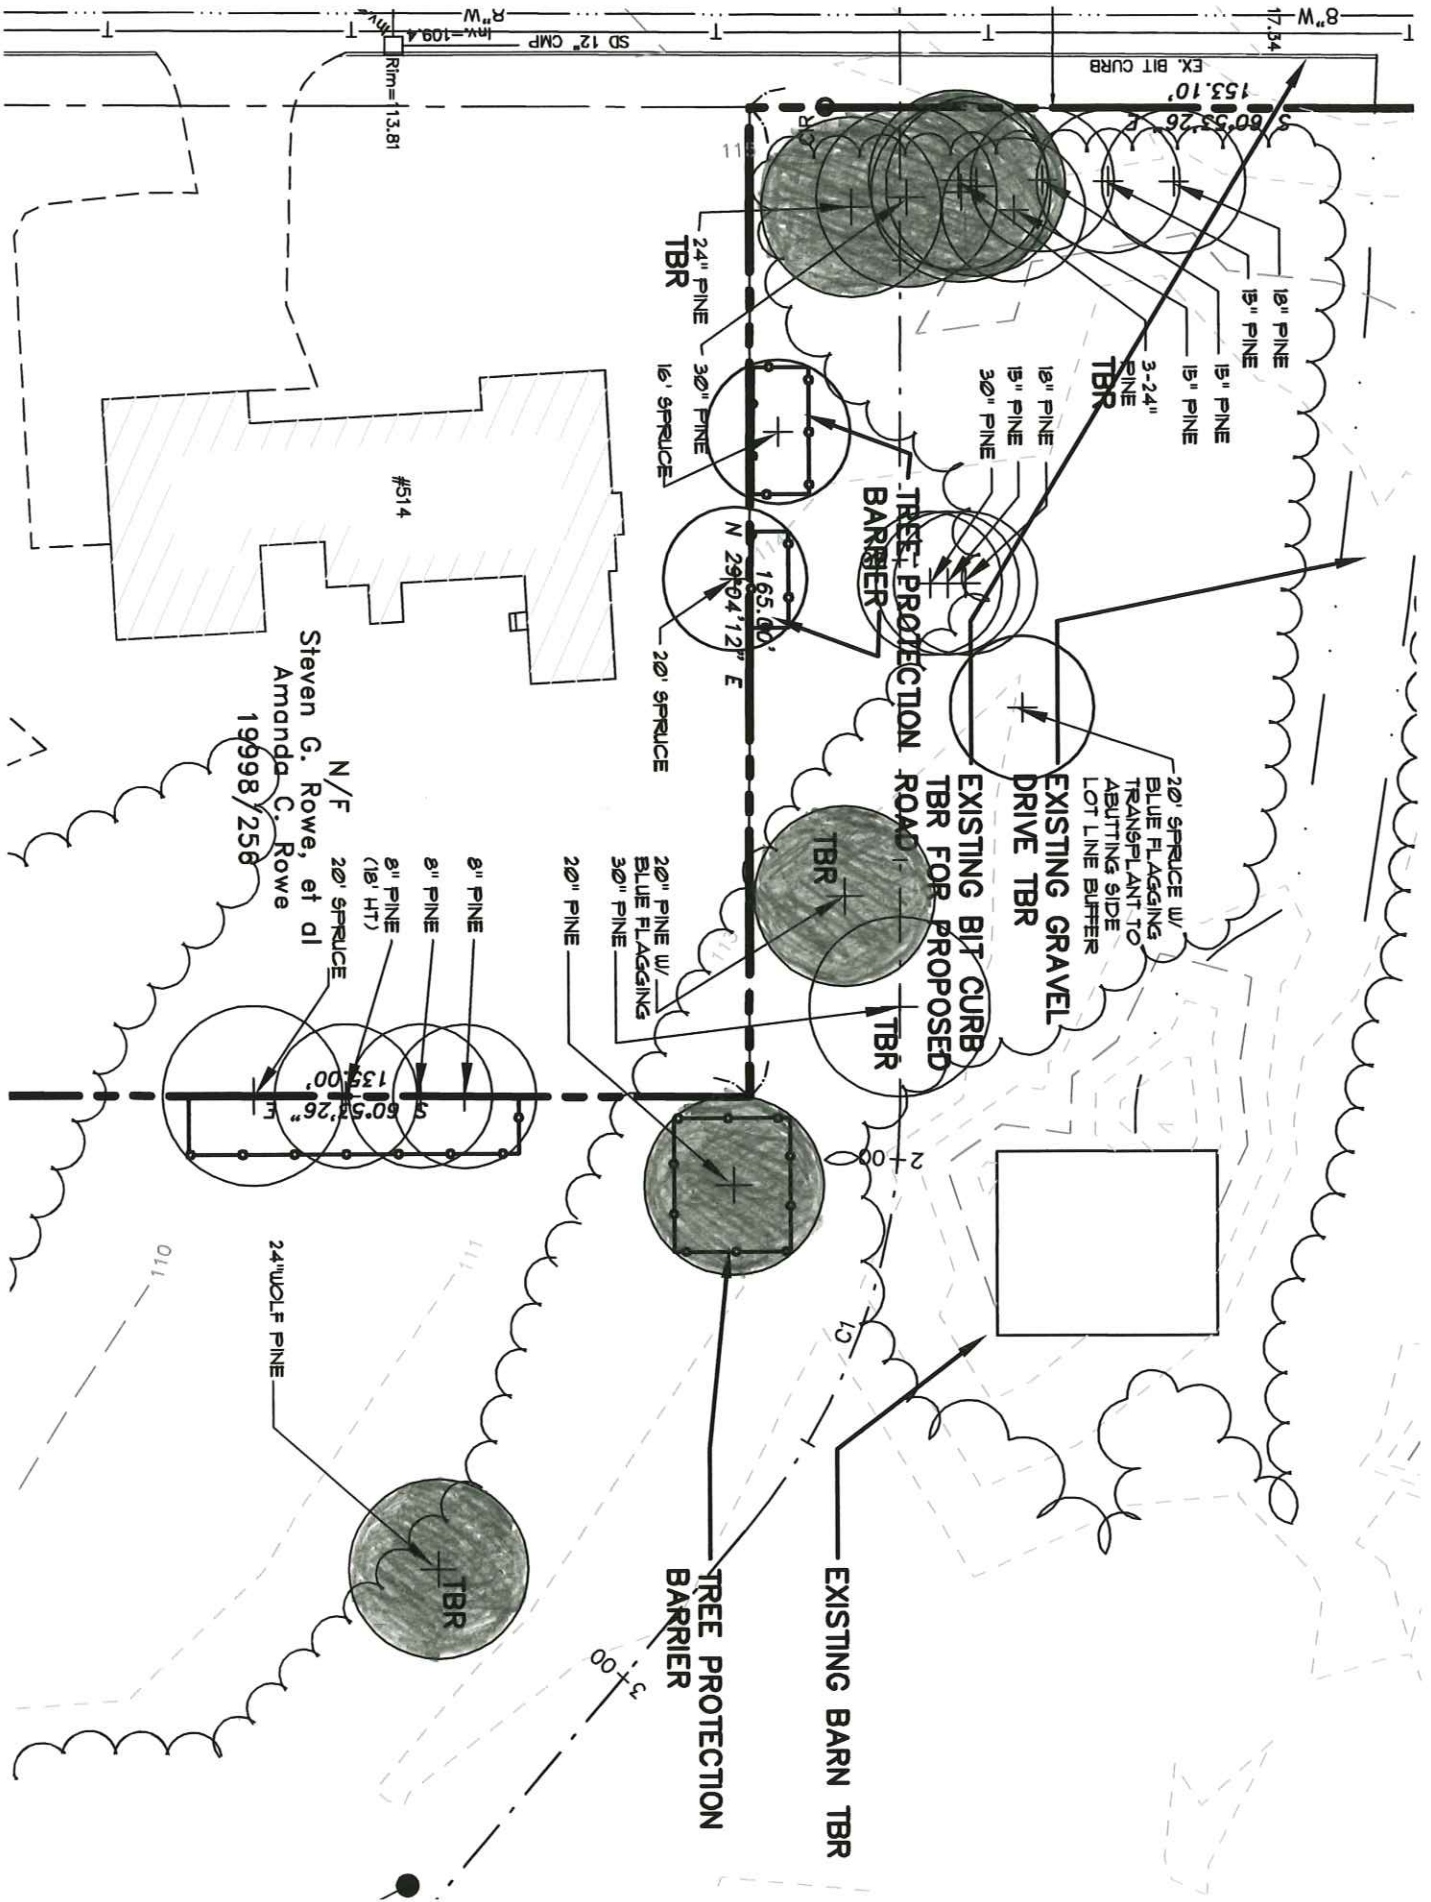 8"W
8"W
T
T
T
T
T
Inv=109.4
SD 12" CMP
17.34
EX. BIT CURB
Rim=113.81
153.10'
S 60°53'26" E
24" PINE
TBR
30" PINE
16' SPRUCE
18" PINE
15" PINE
15" PINE
15" PINE
3-24"
PINE
TBR
18" PINE
15" PINE
30" PINE
TREE PROTECTION
BARRIER
#514
114
165.00'
N 29°04'12" E
20' SPRUCE
ROAD
20' SPRUCE W/
BLUE FLAGGING
TRANSPLANT TO
ABUTTING SIDE
LOT LINE BUFFER
EXISTING GRAVEL
DRIVE TBR
EXISTING BIT CURB
TBR FOR PROPOSED
N/F
Steven G. Rowe, et al
Amanda C. Rowe
19998/256
TBR
TBR
113
20" PINE W/
BLUE FLAGGING
30" PINE
20" PINE
8" PINE
8" PINE
8" PINE
(18' HT)
20' SPRUCE
135.00'
S 60°53'26" E
2+00
C1
110
111
24"WOLF PINE
TBR
TREE PROTECTION
BARRIER
EXISTING BARN TBR
3+00